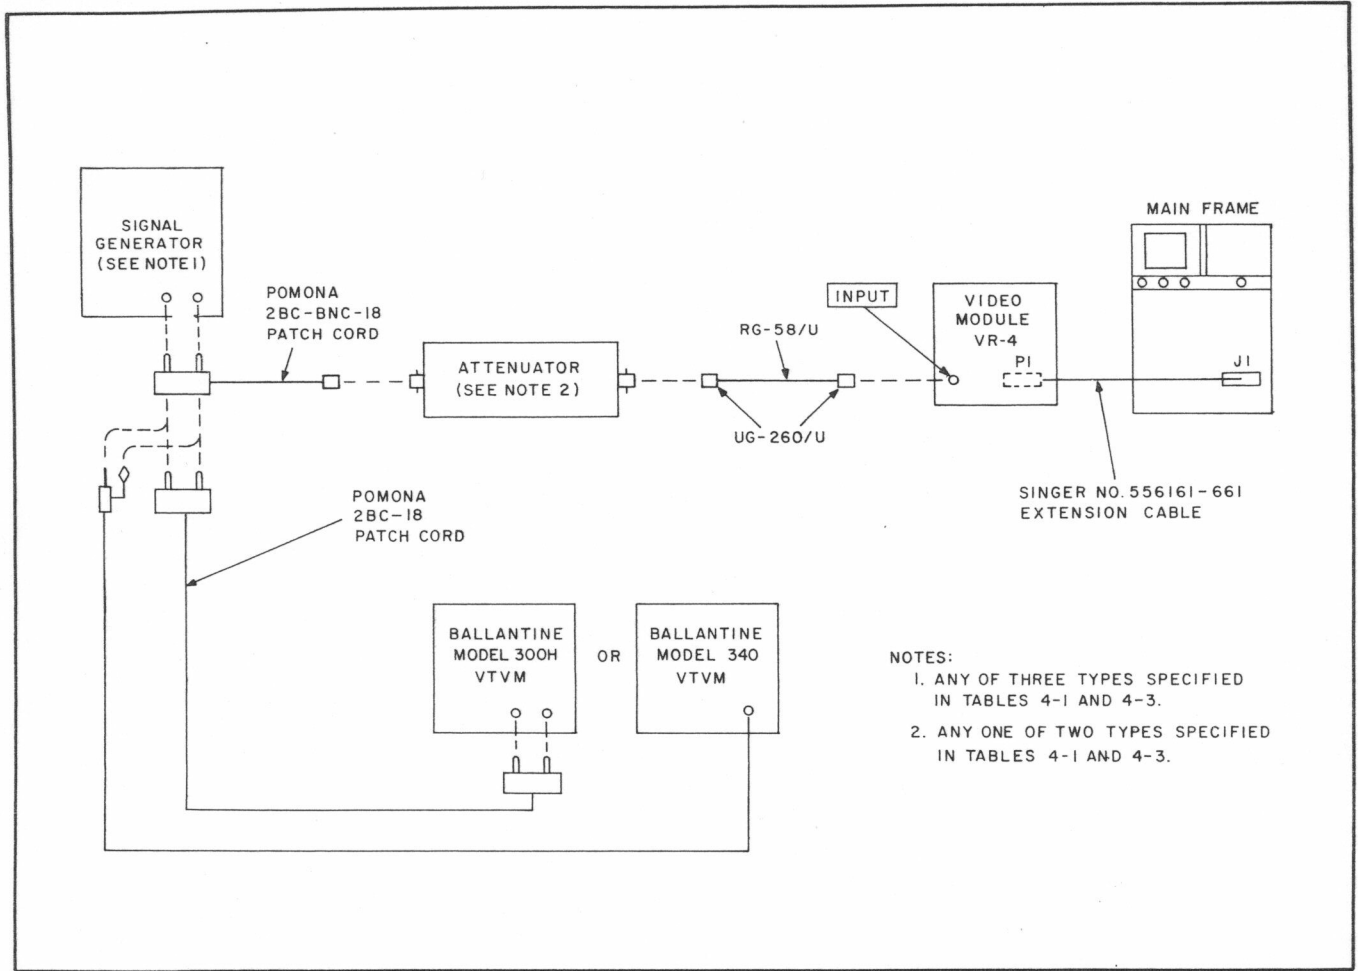 SIGNAL
GENERATOR
(SEE NOTE 1)
POMONA
2BC-BNC-18
PATCH CORD
ATTENUATOR
(SEE NOTE 2)
RG-58/U
UG-260/U
INPUT
VIDEO
MODULE
VR-4
P1
MAIN FRAME
J1
SINGER NO. 556161-661
EXTENSION CABLE
POMONA
2BC-18
PATCH CORD
BALLANTINE
MODEL 300H
VTVM
OR
BALLANTINE
MODEL 340
VTVM
NOTES:
1. ANY OF THREE TYPES SPECIFIED
IN TABLES 4-1 AND 4-3.
2. ANY ONE OF TWO TYPES SPECIFIED
IN TABLES 4-1 AND 4-3.